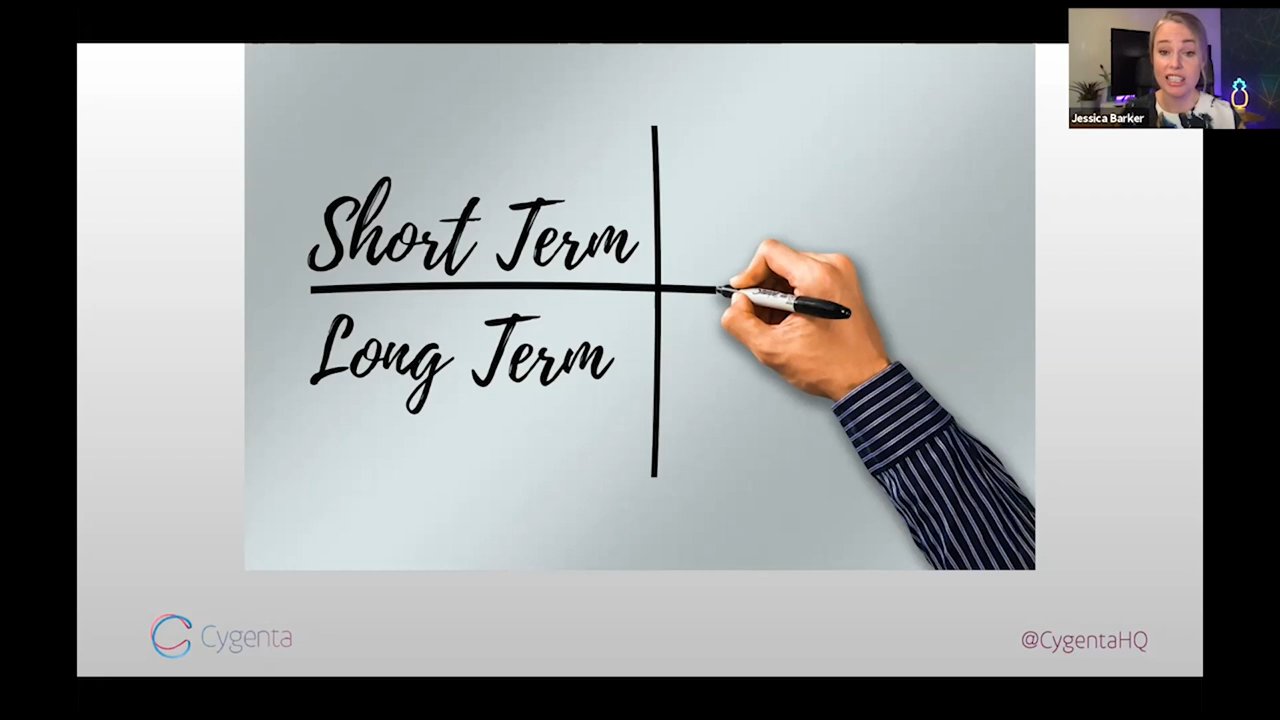 Jessica Barker
Short Term
Long Term
Cygenta
@CygentaHQ